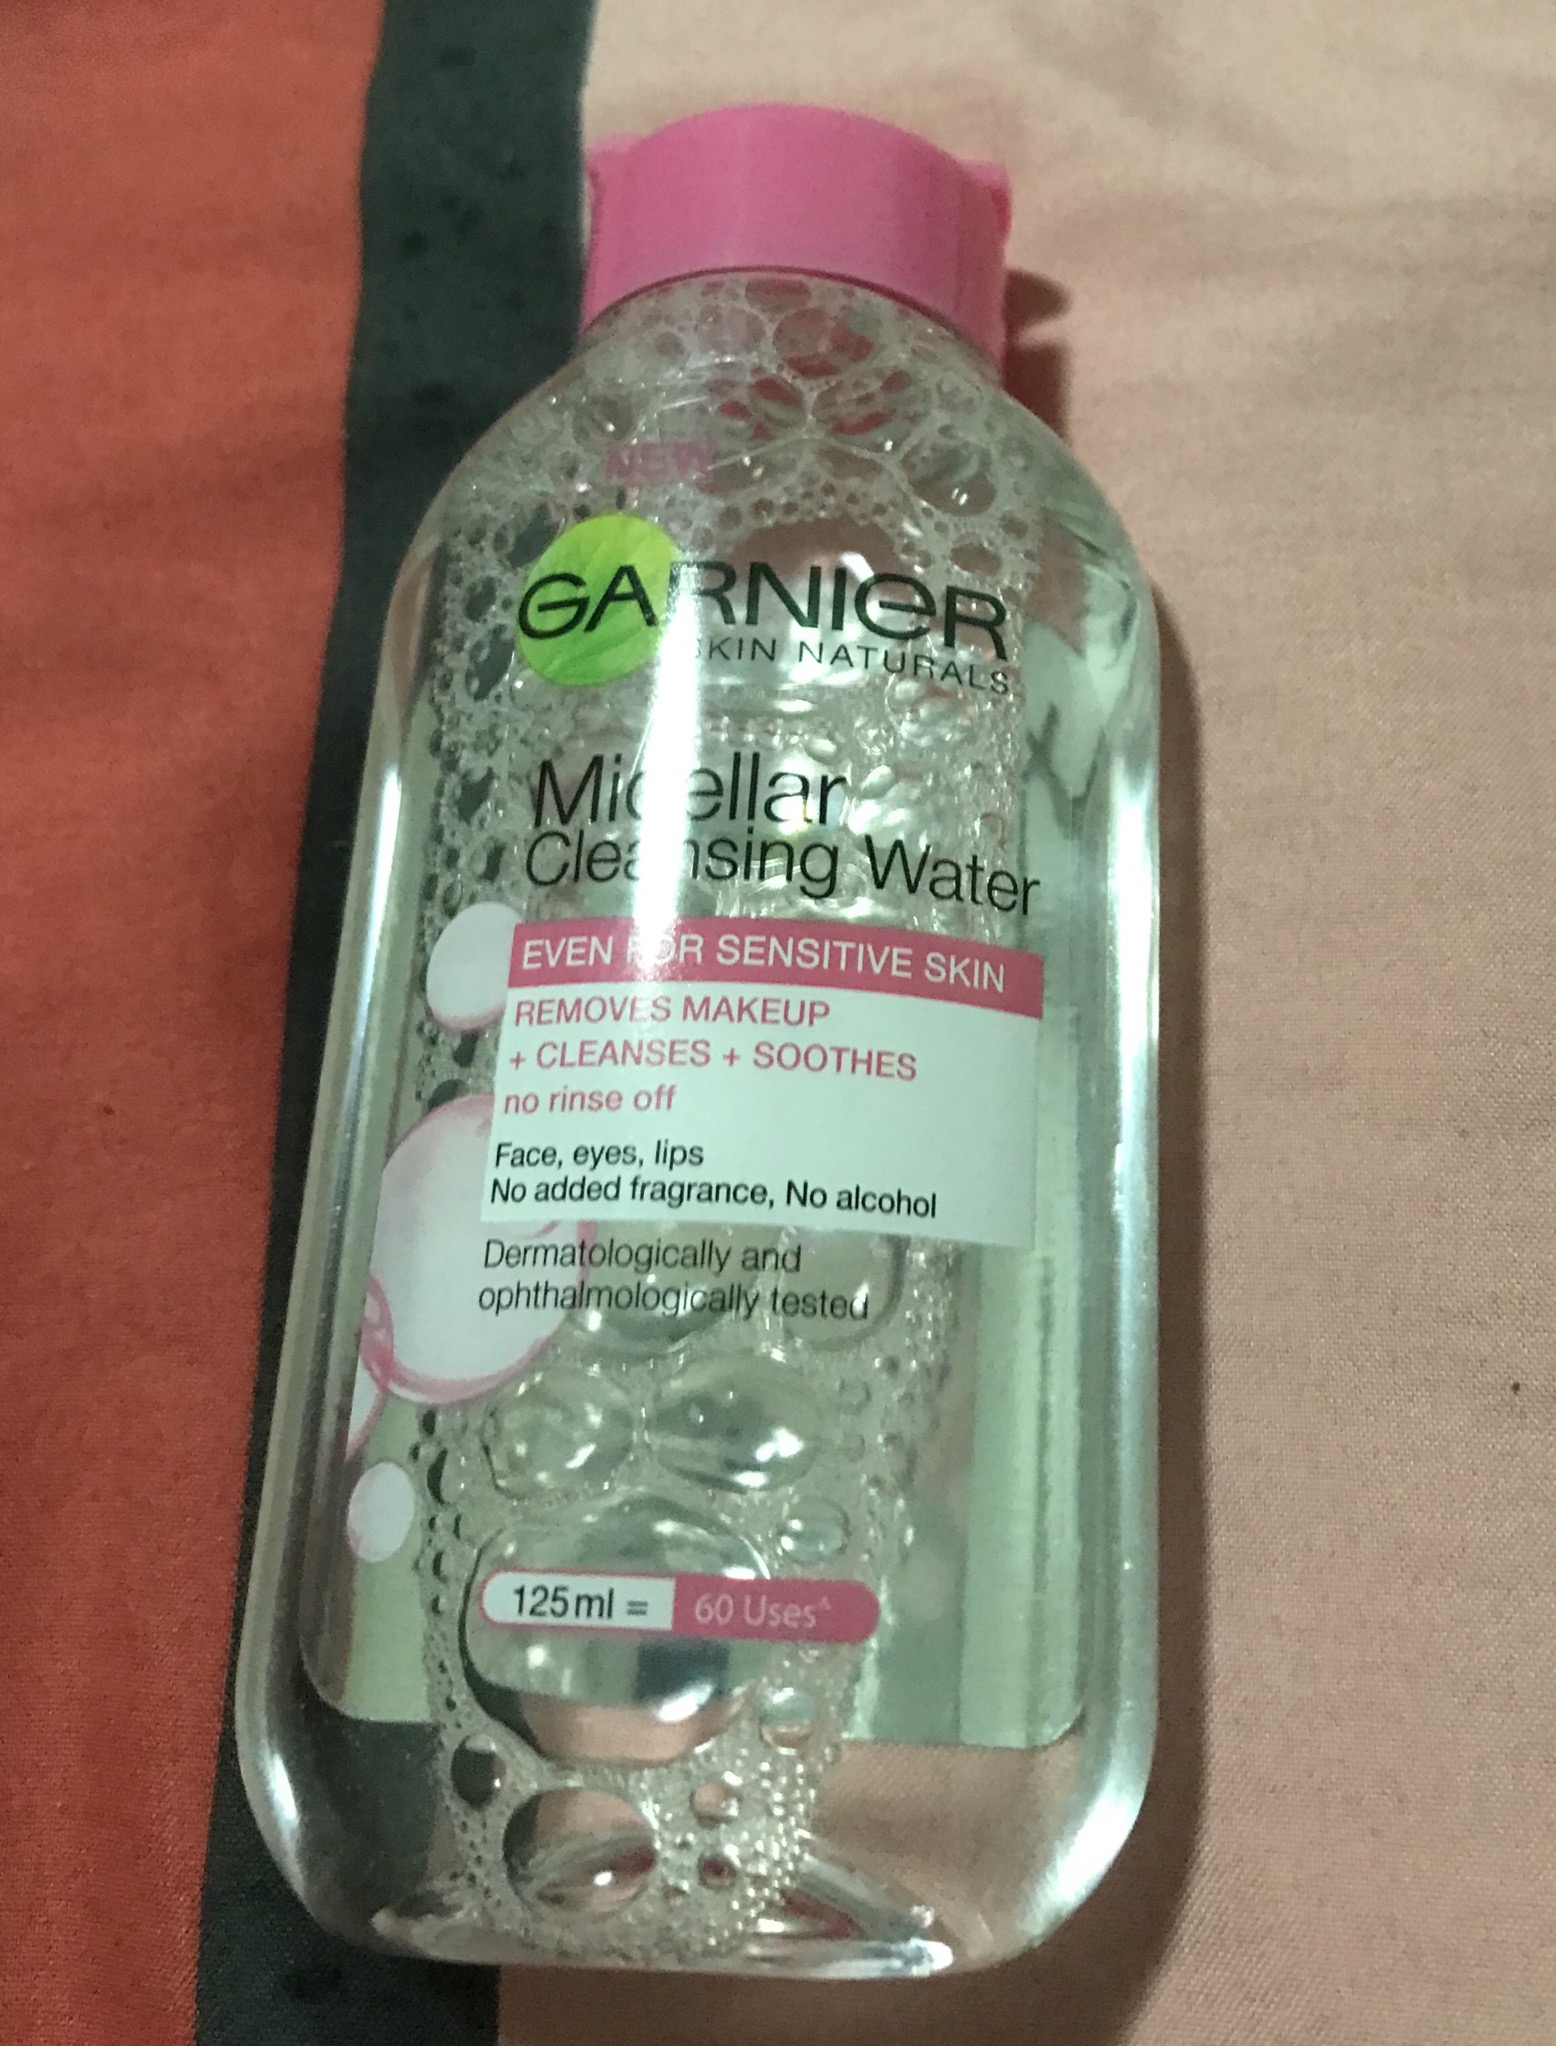 NEW
GARNIER
SKIN NATURALS
Micellar
Cleansing Water
EVEN FOR SENSITIVE SKIN
REMOVES MAKEUP
+ CLEANSES + SOOTHES
no rinse off
Face, eyes, lips
No added fragrance, No alcohol
Dermatologically and
ophthalmologically tested
125ml = 60 Uses^